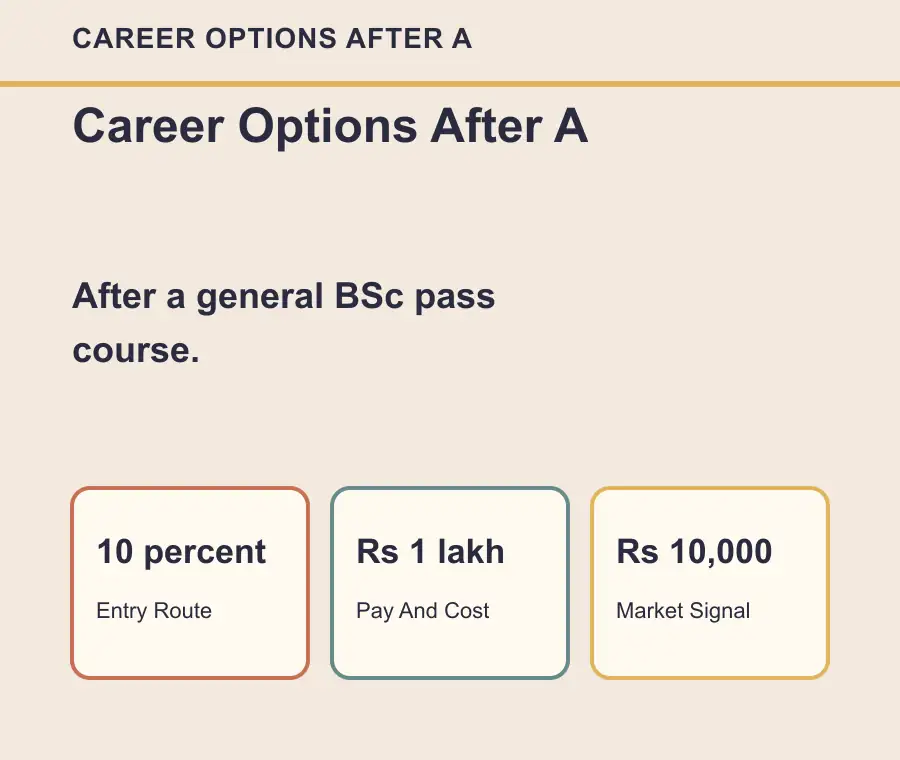 CAREER OPTIONS AFTER A
Career Options After A
After a general BSc pass
course.
10 percent
Entry Route
Rs 1 lakh
Pay And Cost
Rs 10,000
Market Signal